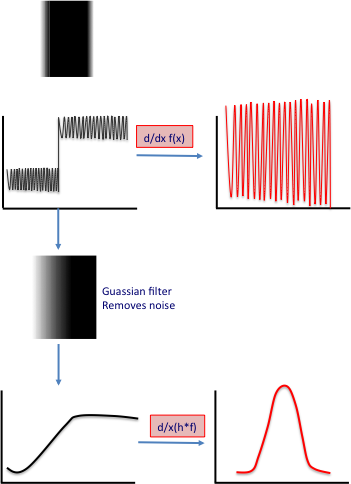 d/dx f(x)
Guassian filter
Removes noise
d/x(h*f)